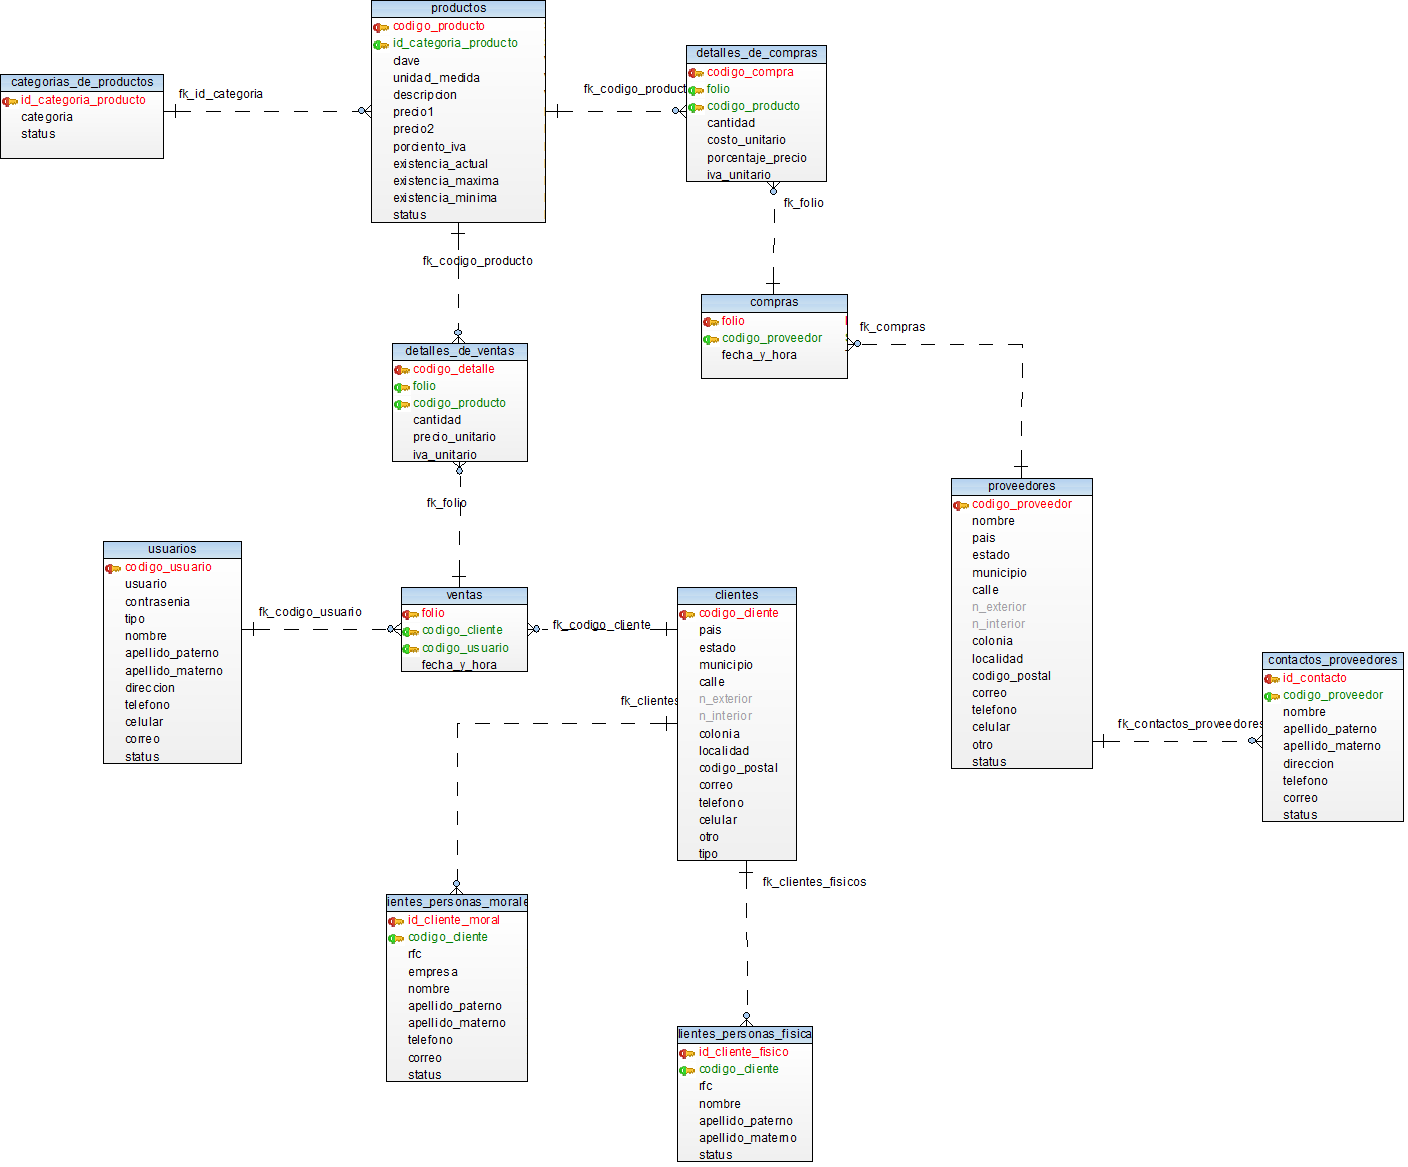 productos
codigo_producto
id_categoria_producto
clave
unidad_medida
descripcion
precio1
precio2
porciento_iva
existencia_actual
existencia_maxima
existencia_minima
status
detalles_de_compras
codigo_compra
folio
codigo_producto
cantidad
costo_unitario
porcentaje_precio
iva_unitario
categorias_de_productos
id_categoria_producto
categoria
status
fk_id_categoria
fk_codigo_product
fk_folio
fk_codigo_producto
compras
folio
codigo_proveedor
fecha_y_hora
fk_compras
detalles_de_ventas
codigo_detalle
folio
codigo_producto
cantidad
precio_unitario
iva_unitario
fk_folio
proveedores
codigo_proveedor
nombre
pais
estado
municipio
calle
n_exterior
n_interior
colonia
localidad
codigo_postal
correo
telefono
celular
otro
status
usuarios
codigo_usuario
usuario
contrasenia
tipo
nombre
apellido_paterno
apellido_materno
direccion
telefono
celular
correo
status
fk_codigo_usuario
ventas
folio
codigo_cliente
codigo_usuario
fecha_y_hora
fk_codigo_cliente
clientes
codigo_cliente
pais
estado
municipio
calle
n_exterior
n_interior
colonia
localidad
codigo_postal
correo
telefono
celular
otro
tipo
fk_clientes
contactos_proveedores
id_contacto
codigo_proveedor
nombre
apellido_paterno
apellido_materno
direccion
telefono
correo
status
fk_contactos_proveedores
fk_clientes_fisicos
ientes_personas_morale
id_cliente_moral
codigo_cliente
rfc
empresa
nombre
apellido_paterno
apellido_materno
telefono
correo
status
lientes_personas_fisica
id_cliente_fisico
codigo_cliente
rfc
nombre
apellido_paterno
apellido_materno
status